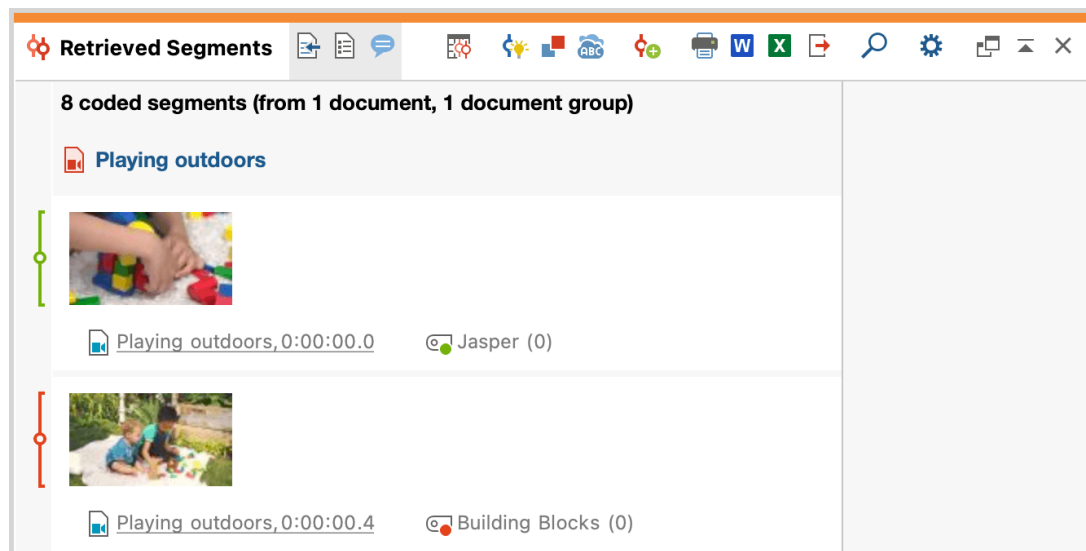 Retrieved Segments ABC W X
8 coded segments (from 1 document, 1 document group)
Playing outdoors
Playing outdoors, 0:00:00.0 Jasper (0)
Playing outdoors, 0:00:00.4 Building Blocks (0)